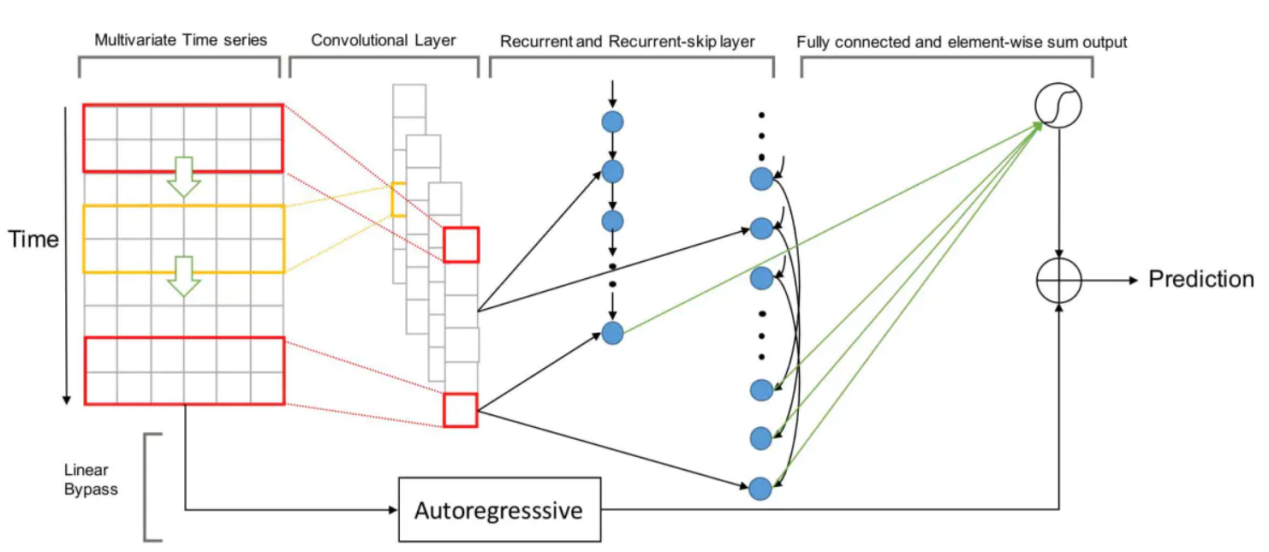 Multivariate Time series
Convolutional Layer
Recurrent and Recurrent-skip layer
Fully connected and element-wise sum output
Time
Prediction
Linear
Bypass
Autoregresssive